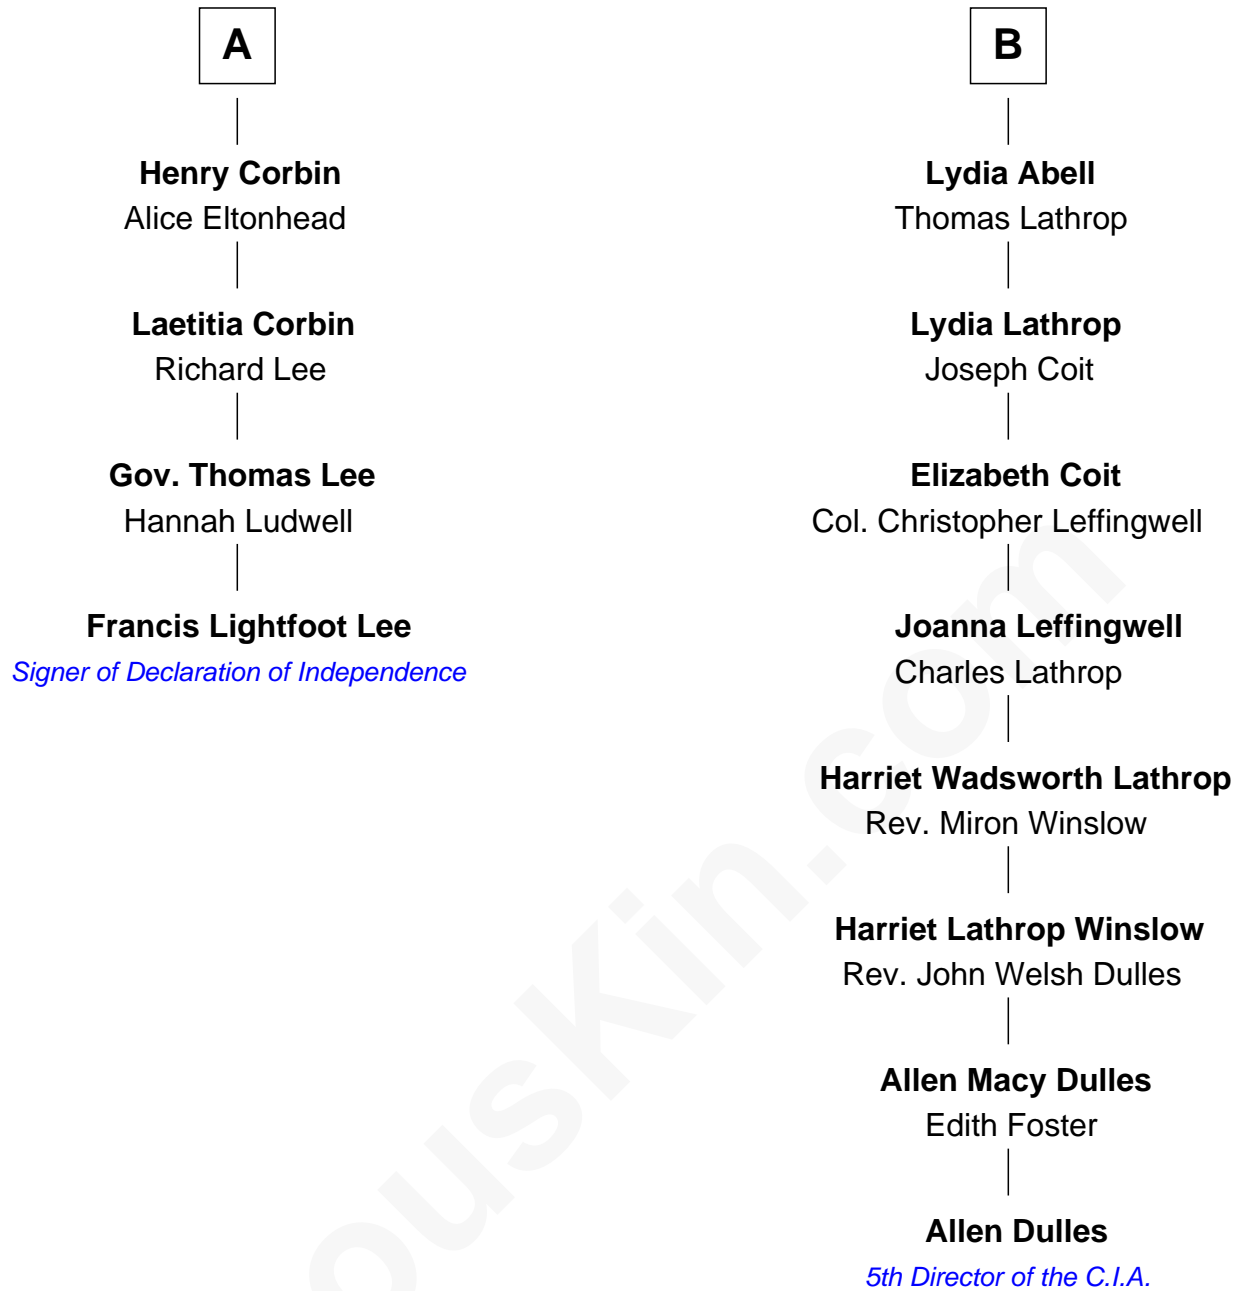 A
Henry Corbin
Alice Eltonhead
Laetitia Corbin
Richard Lee
Gov. Thomas Lee
Hannah Ludwell
Francis Lightfoot Lee
Signer of Declaration of Independence
B
Lydia Abell
Thomas Lathrop
Lydia Lathrop
Joseph Coit
Elizabeth Coit
Col. Christopher Leffingwell
Joanna Leffingwell
Charles Lathrop
Harriet Wadsworth Lathrop
Rev. Miron Winslow
Harriet Lathrop Winslow
Rev. John Welsh Dulles
Allen Macy Dulles
Edith Foster
Allen Dulles
5th Director of the C.I.A.
ousKin.com